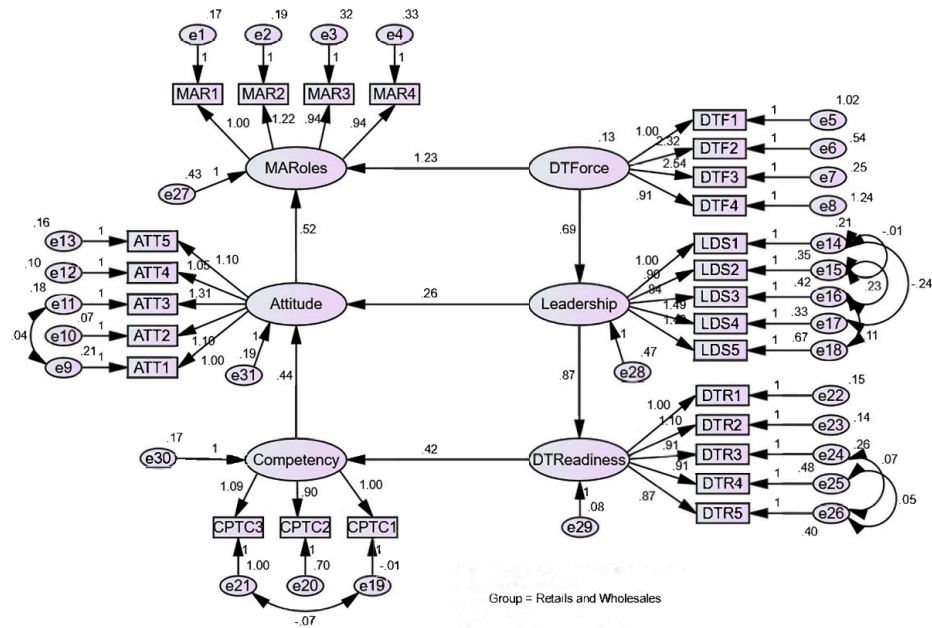 .17 .19 .32 .33
e1 e2 e3 e4
1 1 1 1
MAR1 MAR2 MAR3 MAR4
1.00 1.22 .94 .94
.43 1
e27 MARoles
1.23
.13
DTForce
1.00 DTF1 1 e5 1.02
2.32 DTF2 1 e6 .54
2.54 DTF3 1 e7 .25
.91 DTF4 1 e8 1.24
.52
.69
.16 e13 1 ATT5 1.10
.10 e12 1 ATT4 1.05
.18 e11 1 ATT3 1.31
.07 e10 1 ATT2 1.10
.21 e9 1 ATT1 1.00
.04
Attitude
.26
Leadership
1.00 LDS1 1 e14 .21
.90 LDS2 1 e15 .35
.94 LDS3 1 e16 .42
1.49 LDS4 1 e17 .33
LDS5 1 e18 .67
-.01
.23
-.24
.11
1
.19
e31
1
.47
e28
.44
.87
.17
e30 1 Competency
.42
DTReadiness
1.00 DTR1 1 e22 .15
1.10 DTR2 1 e23 .14
.91 DTR3 1 e24 .26
.91 DTR4 1 e25 .48
.87 DTR5 1 e26 .40
.07
.05
1
.08
e29
1.09 .90 1.00
CPTC3 CPTC2 CPTC1
1 1 1
1.00 .70 -.01
e21 e20 e19
-.07
Group = Retails and Wholesales